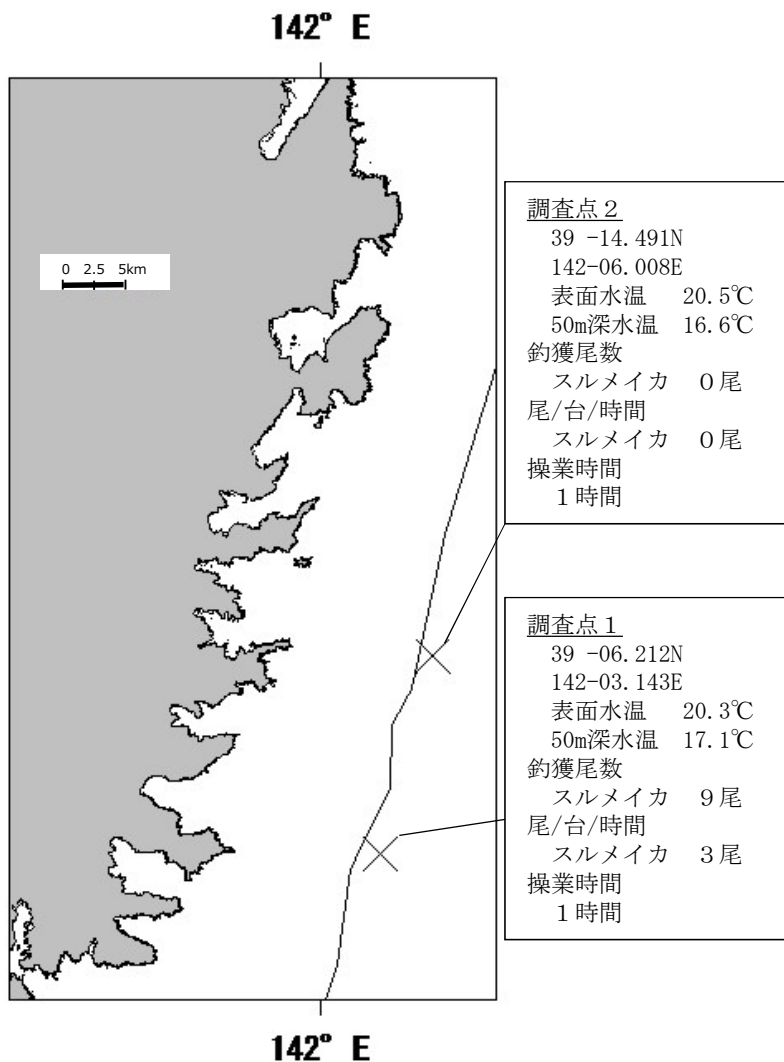 142° E
0 2.5 5km
調査点２
39 -14.491N
142-06.008E
表面水温 20.5℃
50m深水温 16.6℃
釣獲尾数
スルメイカ ０尾
尾/台/時間
スルメイカ ０尾
操業時間
１時間
調査点１
39 -06.212N
142-03.143E
表面水温 20.3℃
50m深水温 17.1℃
釣獲尾数
スルメイカ ９尾
尾/台/時間
スルメイカ ３尾
操業時間
１時間
142° E